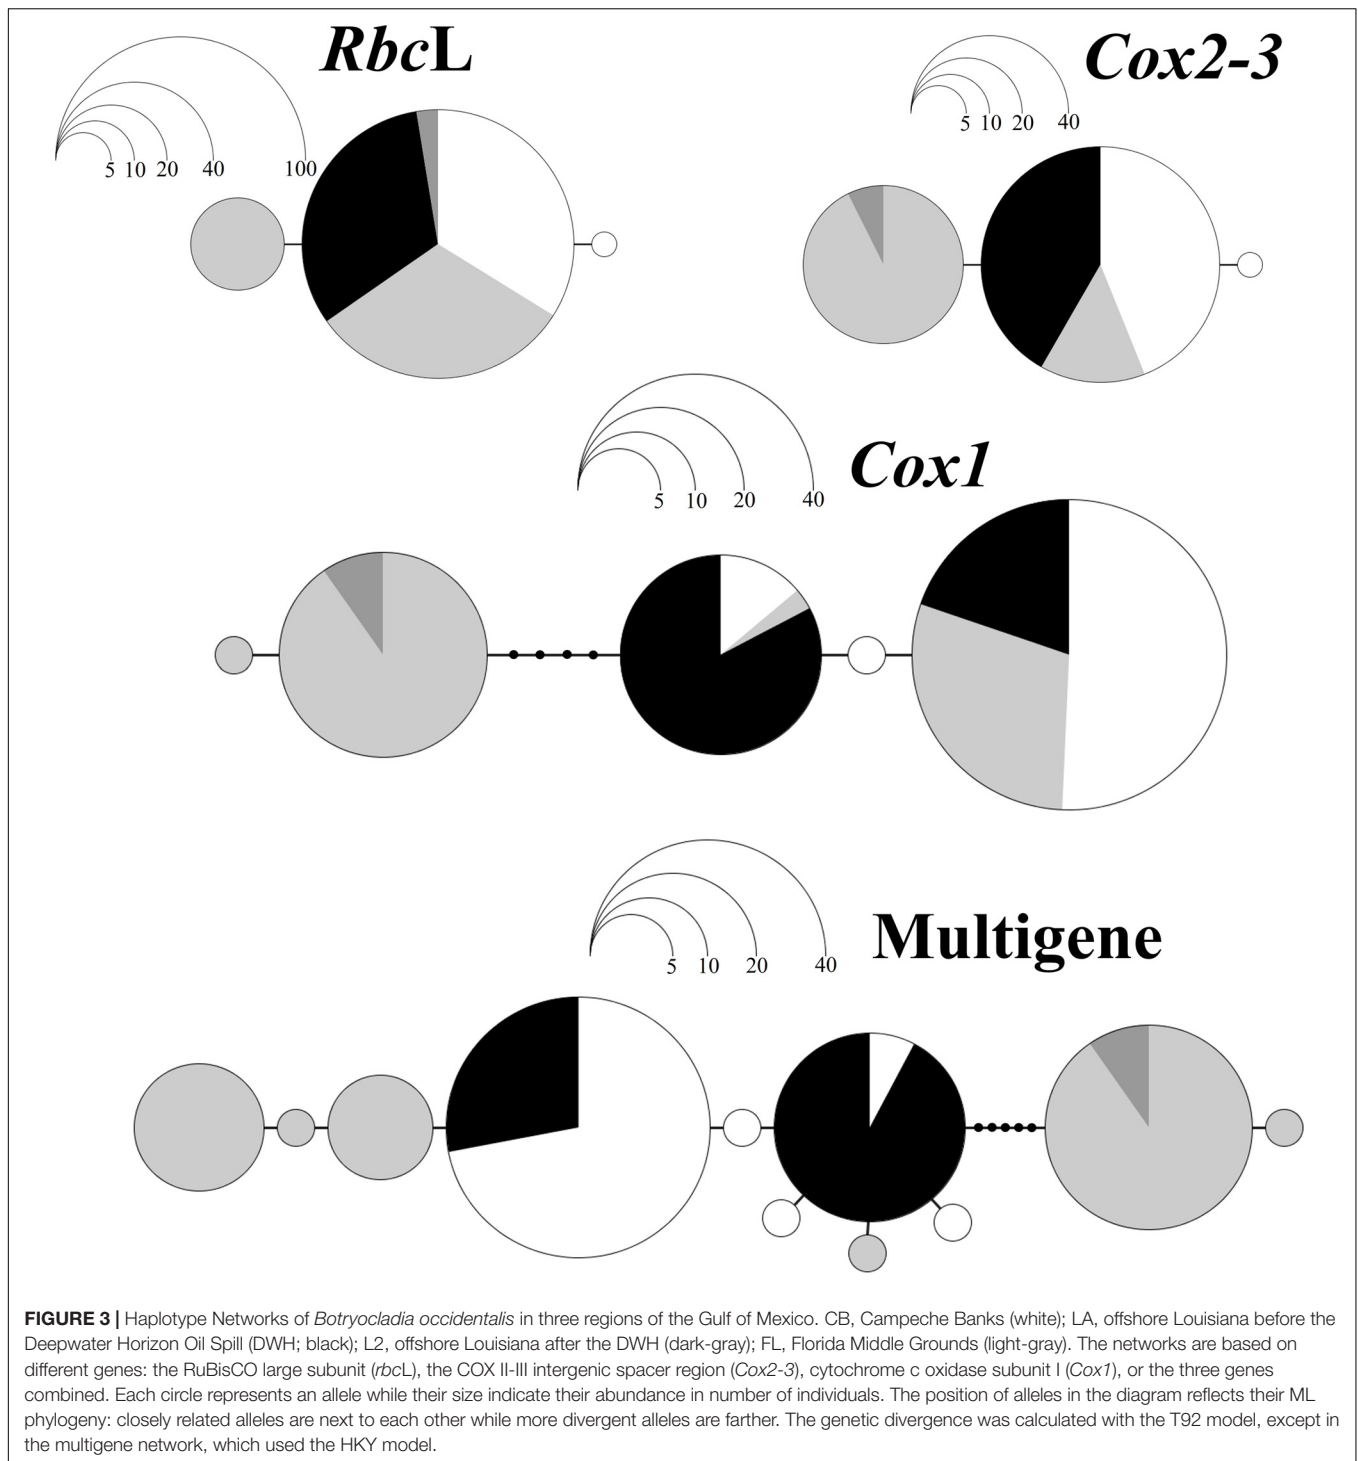 RbcL
5 10 20 40 100
Cox2-3
5 10 20 40
Cox1
5 10 20 40
Multigene
5 10 20 40
FIGURE 3 | Haplotype Networks of Botryocladia occidentalis in three regions of the Gulf of Mexico. CB, Campeche Banks (white); LA, offshore Louisiana before the
Deepwater Horizon Oil Spill (DWH; black); L2, offshore Louisiana after the DWH (dark-gray); FL, Florida Middle Grounds (light-gray). The networks are based on
different genes: the RuBisCO large subunit (rbcL), the COX II-III intergenic spacer region (Cox2-3), cytochrome c oxidase subunit I (Cox1), or the three genes
combined. Each circle represents an allele while their size indicate their abundance in number of individuals. The position of alleles in the diagram reflects their ML
phylogeny: closely related alleles are next to each other while more divergent alleles are farther. The genetic divergence was calculated with the T92 model, except in
the multigene network, which used the HKY model.